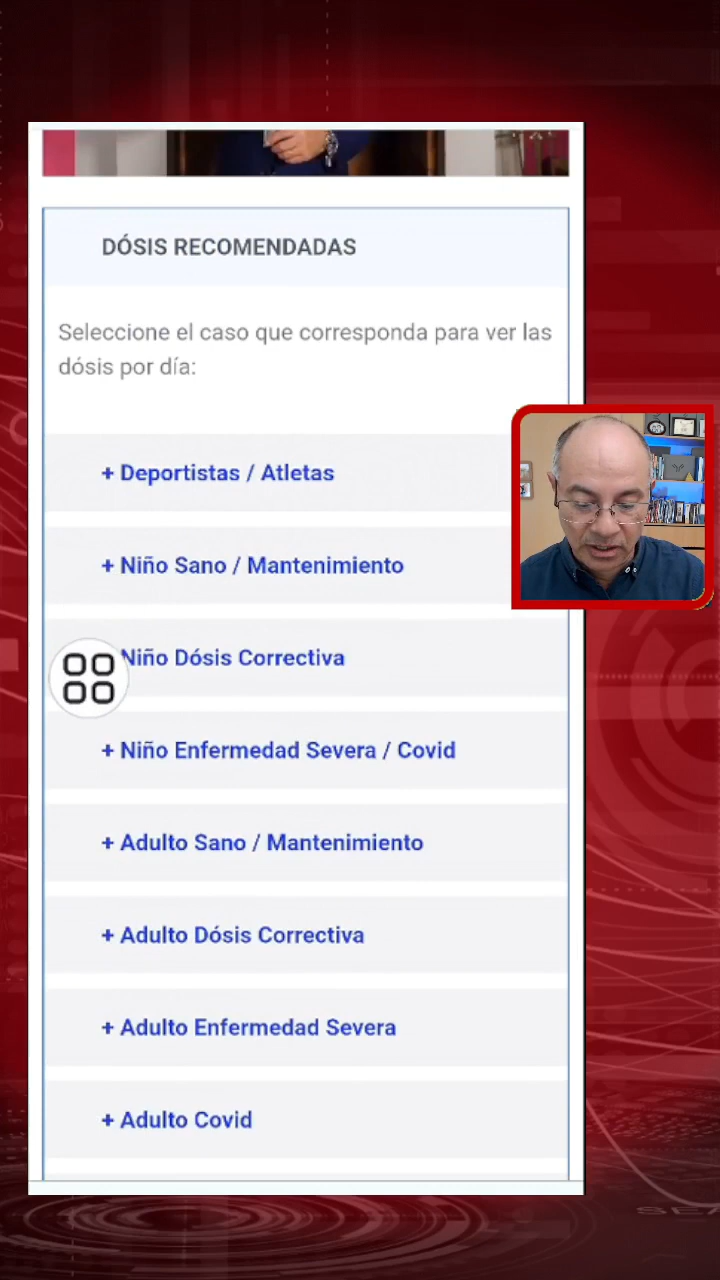 DÓSIS RECOMENDADAS
Seleccione el caso que corresponda para ver las
dósis por día:
+ Deportistas / Atletas
+ Niño Sano / Mantenimiento
Niño Dósis Correctiva
+ Niño Enfermedad Severa / Covid
+ Adulto Sano / Mantenimiento
+ Adulto Dósis Correctiva
+ Adulto Enfermedad Severa
+ Adulto Covid